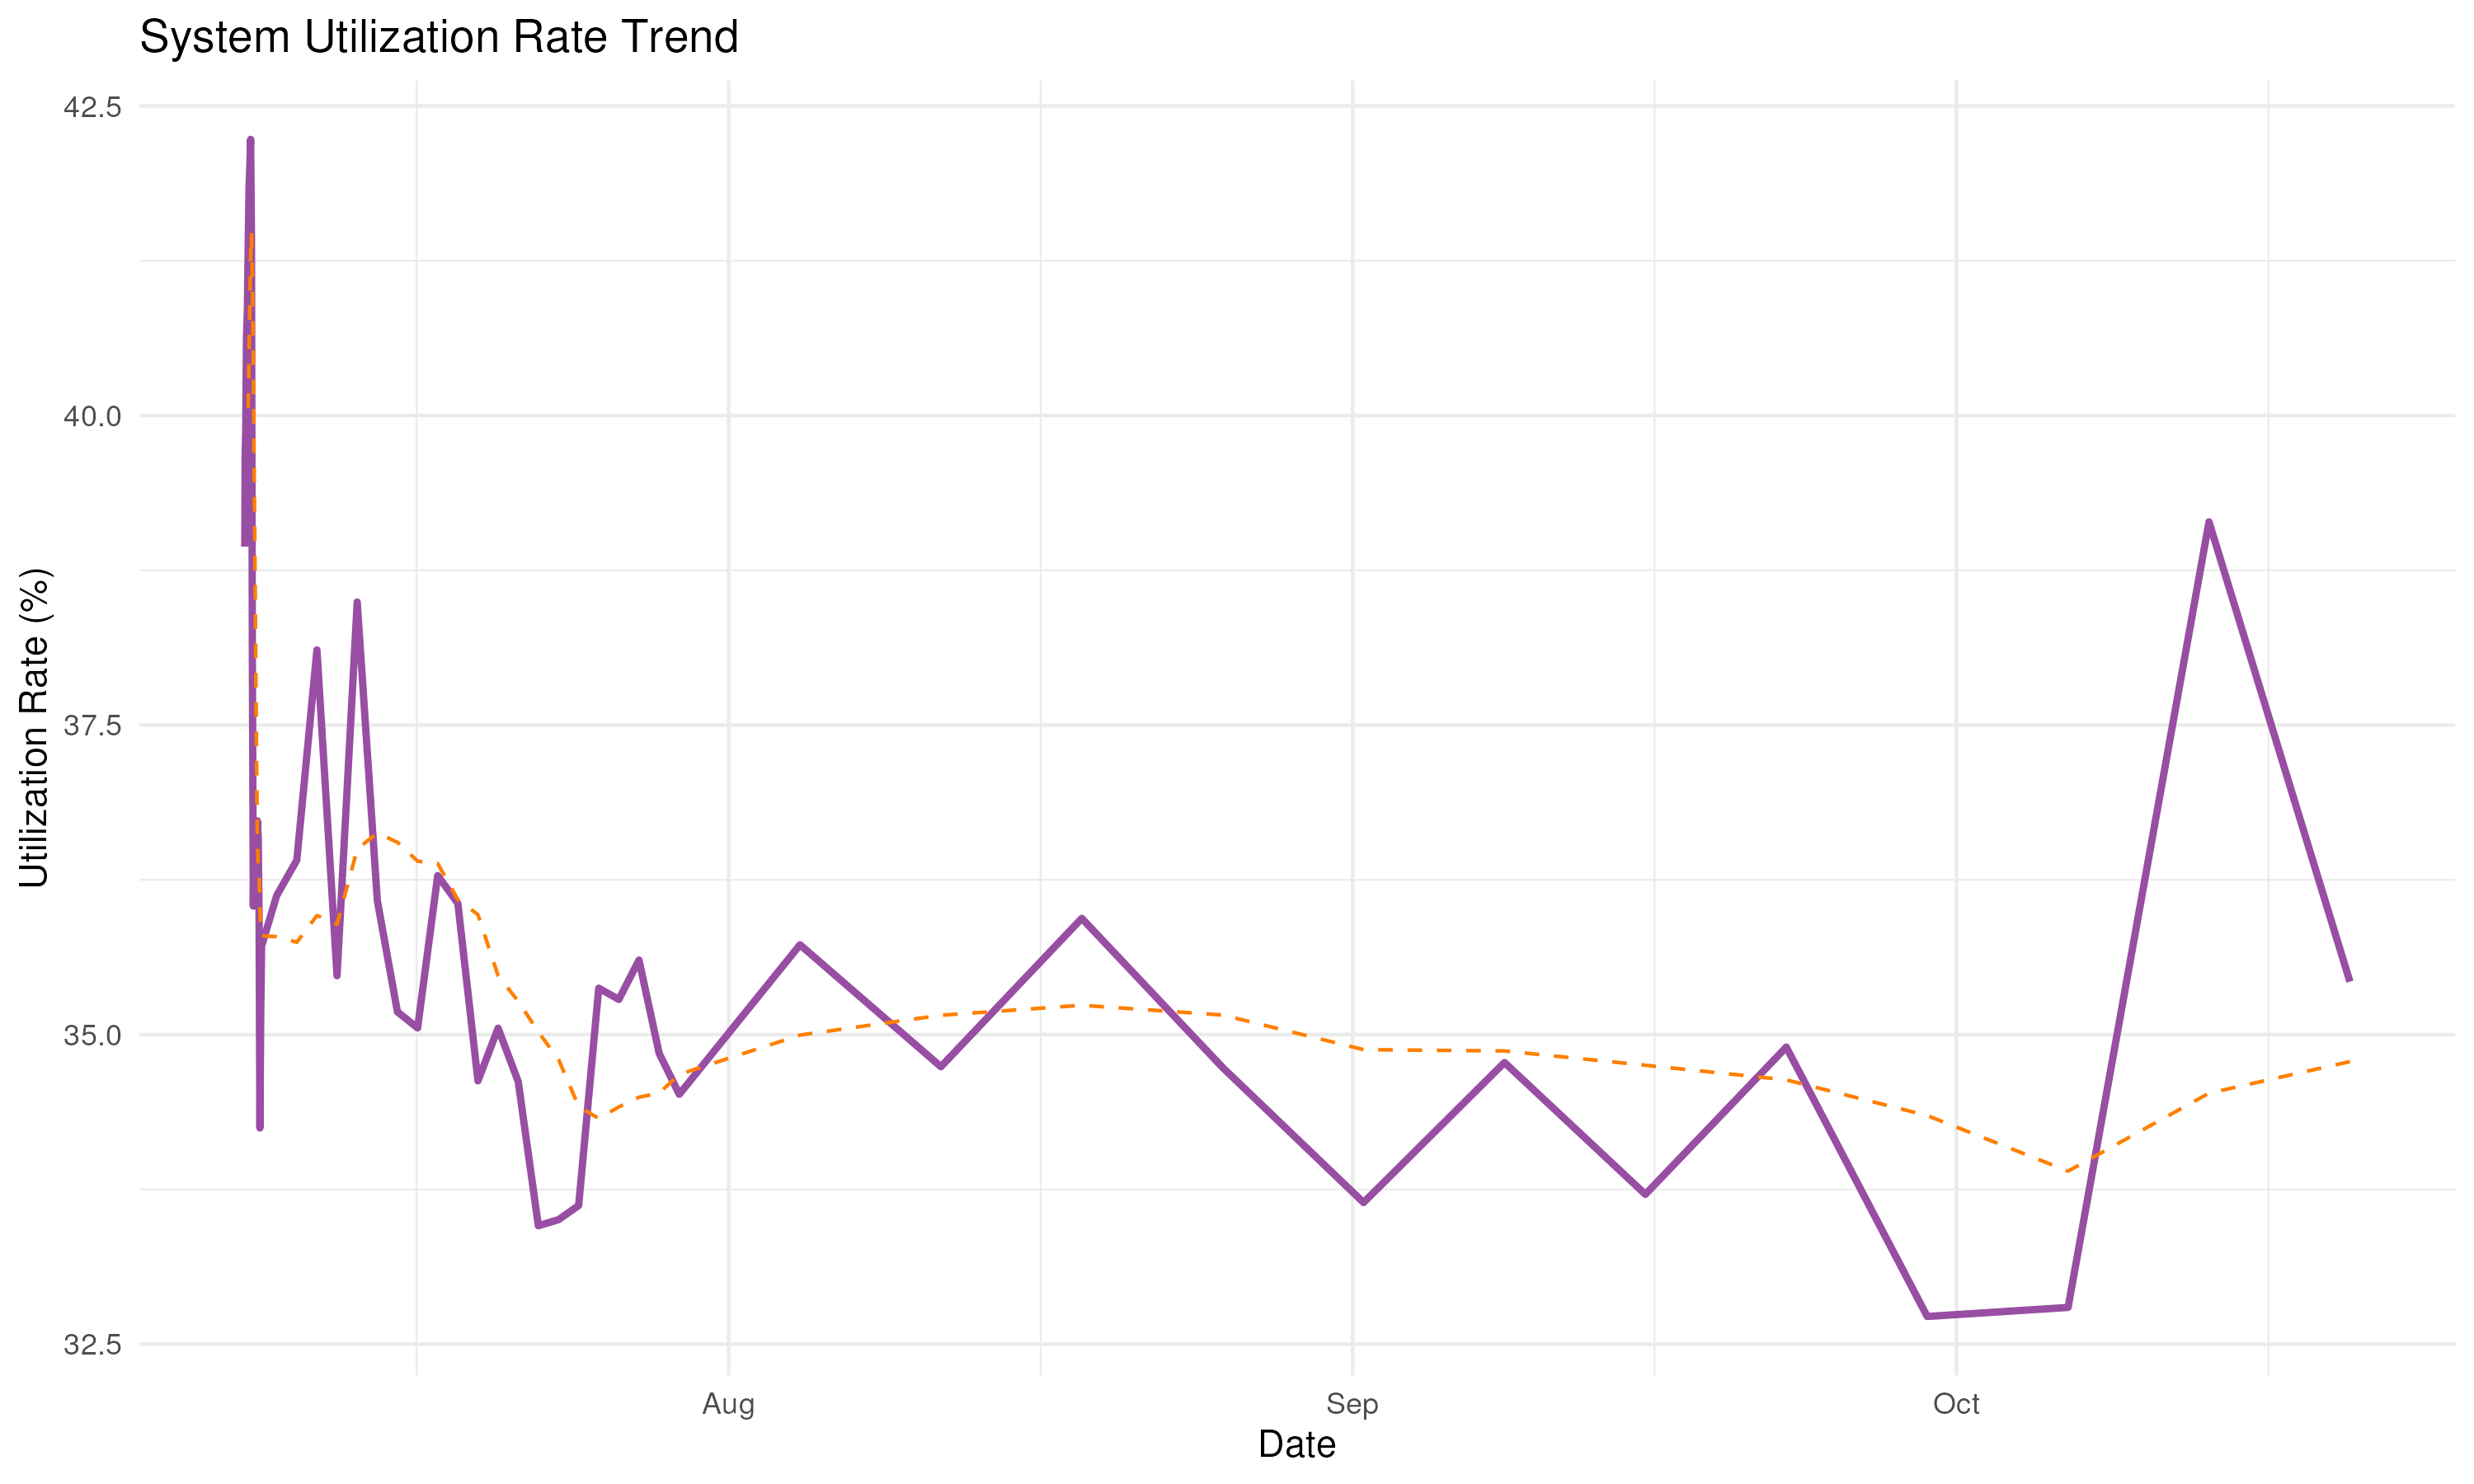 System Utilization Rate Trend
42.5
40.0
37.5
35.0
32.5
Utilization Rate (%)
Aug
Sep
Oct
Date